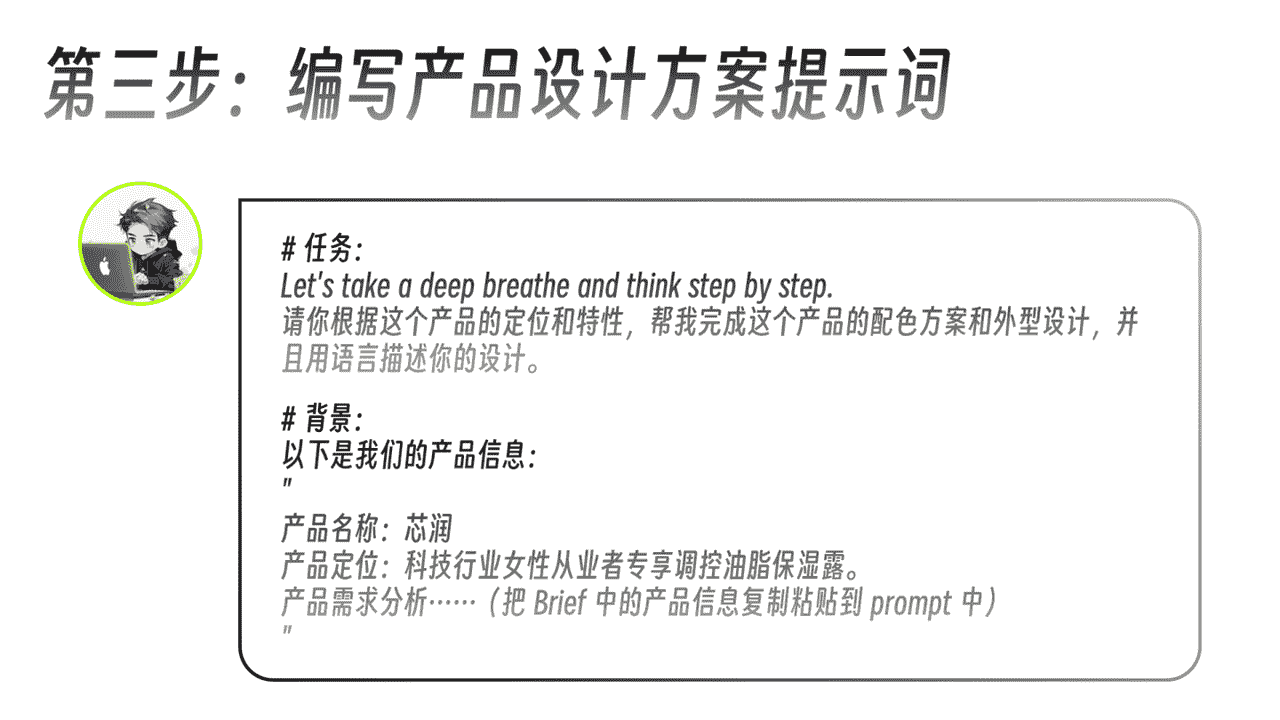 第三步：编写产品设计方案提示词
# 任务：
Let's take a deep breathe and think step by step.
请你根据这个产品的定位和特性，帮我完成这个产品的配色方案和外型设计，并
且用语言描述你的设计。
# 背景：
以下是我们的产品信息：
"
产品名称：芯润
产品定位：科技行业女性从业者专享调控油脂保湿露。
产品需求分析……（把 Brief 中的产品信息复制粘贴到 prompt 中）
"